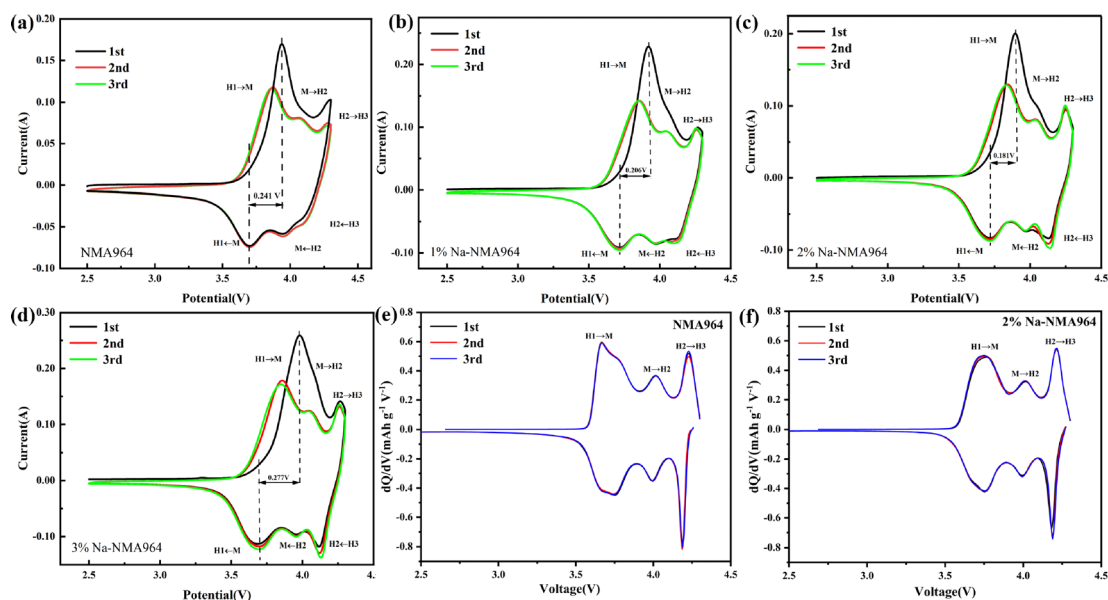 (a)
0.20
0.15
0.10
0.05
0.00
-0.05
-0.10
Current(A)
1st
2nd
3rd
H1→M
M→H2
H2→H3
0.241 V
H1←M
M←H2
H2←H3
NMA964
2.5 3.0 3.5 4.0 4.5
Potential(V)
(b)
0.20
0.10
0.00
-0.10
Current(A)
1st
2nd
3rd
H1→M
M→H2
H2→H3
0.206V
H1←M
M←H2
H2←H3
1% Na-NMA964
2.5 3.0 3.5 4.0 4.5
Potential(V)
(c)
0.20
0.10
0.00
-0.10
Current(A)
1st
2nd
3rd
H1→M
M→H2
H2→H3
0.181V
H1←M
M←H2
H2←H3
2% Na-NMA964
2.5 3.0 3.5 4.0 4.5
Potential(V)
(d)
0.30
0.20
0.10
0.00
-0.10
Current(A)
1st
2nd
3rd
H1→M
M→H2
H2→H3
0.277V
H1←M
M←H2
H2←H3
3% Na-NMA964
2.5 3.0 3.5 4.0
Potential(V)
(e)
NMA964
0.8
0.6
0.4
0.2
0.0
-0.2
-0.4
-0.6
-0.8
dQ/dV(mAh g⁻¹ V⁻¹)
1st
2nd
3rd
H1→M
M→H2
H2→H3
2.5 3.0 3.5 4.0 4.5
Voltage(V)
(f)
2% Na-NMA964
0.8
0.6
0.4
0.2
0.0
-0.2
-0.4
-0.6
-0.8
dQ/dV(mAh g⁻¹ V⁻¹)
1st
2nd
3rd
H1→M
M→H2
H2→H3
2.5 3.0 3.5 4.0 4.5
Voltage(V)